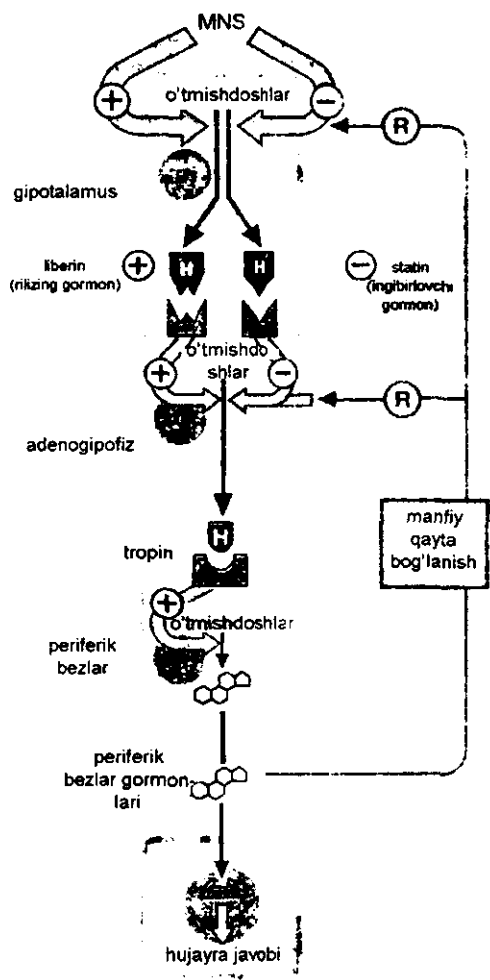 MNS
+
o'tmishdoshlar
−
R
gipotalamus
liberin
(rilizing gormon)
+
H
H
−
statin
(ingibirlovchi
gormon)
o'tmishdo
shlar
+
−
R
adenogipofiz
manfiy
qayta
bog'lanish
H
tropin
+
o'tmishdoshlar
periferik
bezlar
periferik
bezlar gormon-
lari
hujayra javobi